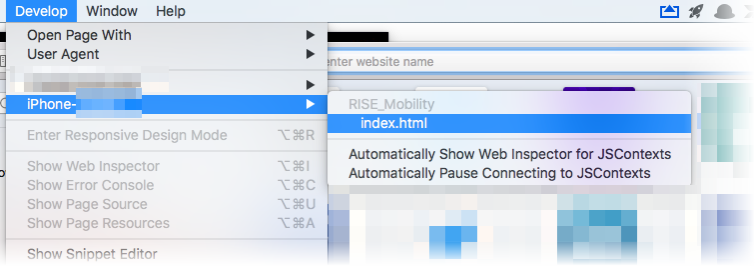 Develop Window Help
Open Page With
User Agent
enter website name
iPhone-
RISE_Mobility
index.html
Automatically Show Web Inspector for JSContexts
Automatically Pause Connecting to JSContexts
Enter Responsive Design Mode ⌥⌘R
Show Web Inspector ⌥⌘I
Show Error Console ⌥⌘C
Show Page Source ⌥⌘U
Show Page Resources ⌥⌘A
Show Snippet Editor